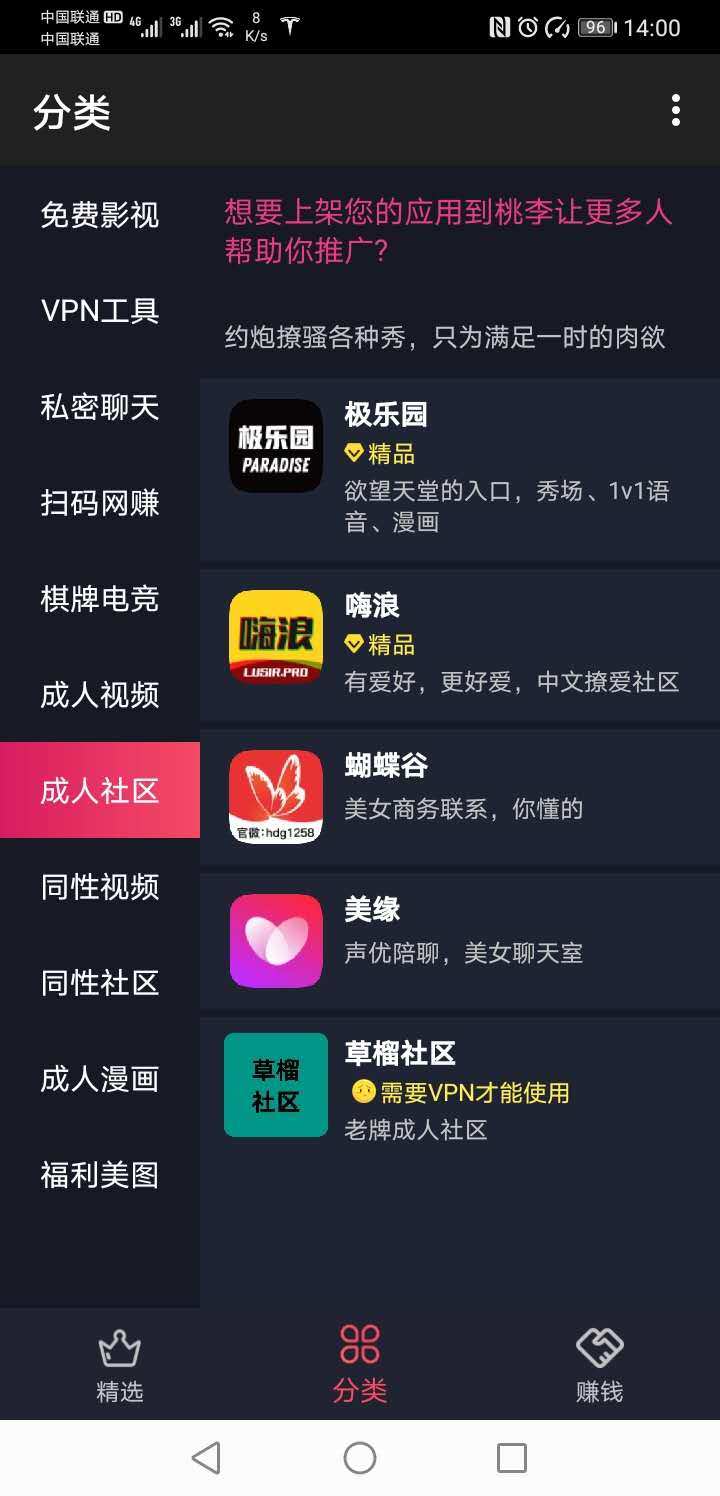 中国联通 HD 4G 3G 8 K/s 96 14:00
中国联通
分类
免费影视
VPN工具
私密聊天
扫码网赚
棋牌电竞
成人视频
成人社区
同性视频
同性社区
成人漫画
福利美图
想要上架您的应用到桃李让更多人
帮助你推广?
约炮撩骚各种秀，只为满足一时的肉欲
极乐园
PARADISE
极乐园
精品
欲望天堂的入口，秀场、1v1语
音、漫画
嗨浪
LUSIR.PRO
嗨浪
精品
有爱好，更好爱，中文撩爱社区
官微:hdg1258
蝴蝶谷
美女商务联系，你懂的
美缘
声优陪聊，美女聊天室
草榴
社区
草榴社区
需要VPN才能使用
老牌成人社区
精选
分类
赚钱